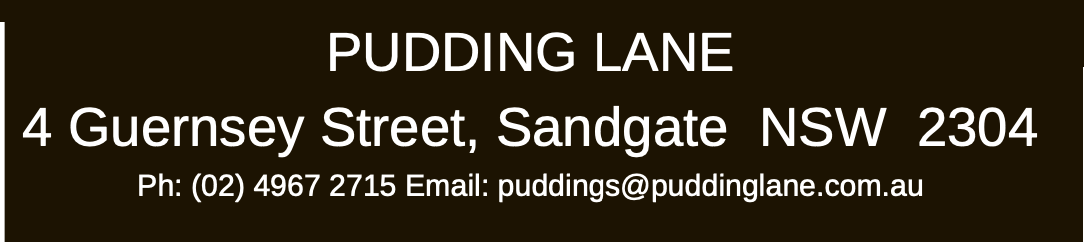 PUDDING LANE
4 Guernsey Street, Sandgate  NSW  2304
Ph: (02) 4967 2715 Email: puddings@puddinglane.com.au